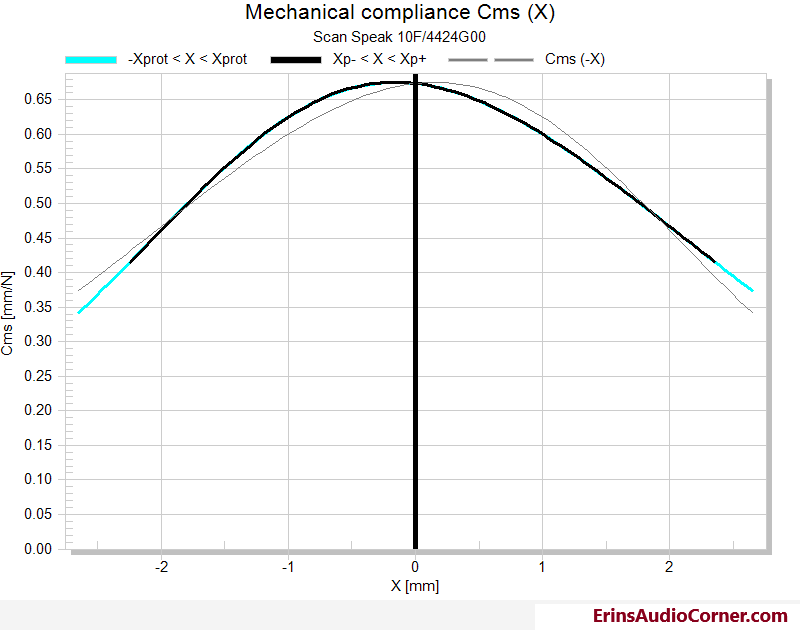 Mechanical compliance Cms (X)
Scan Speak 10F/4424G00
-Xprot < X < Xprot Xp- < X < Xp+ Cms (-X)
0.65
0.60
0.55
0.50
0.45
0.40
0.35
0.30
0.25
0.20
0.15
0.10
0.05
0.00
Cms [mm/N]
-2 -1 0 1 2
X [mm]
ErinsAudioCorner.com